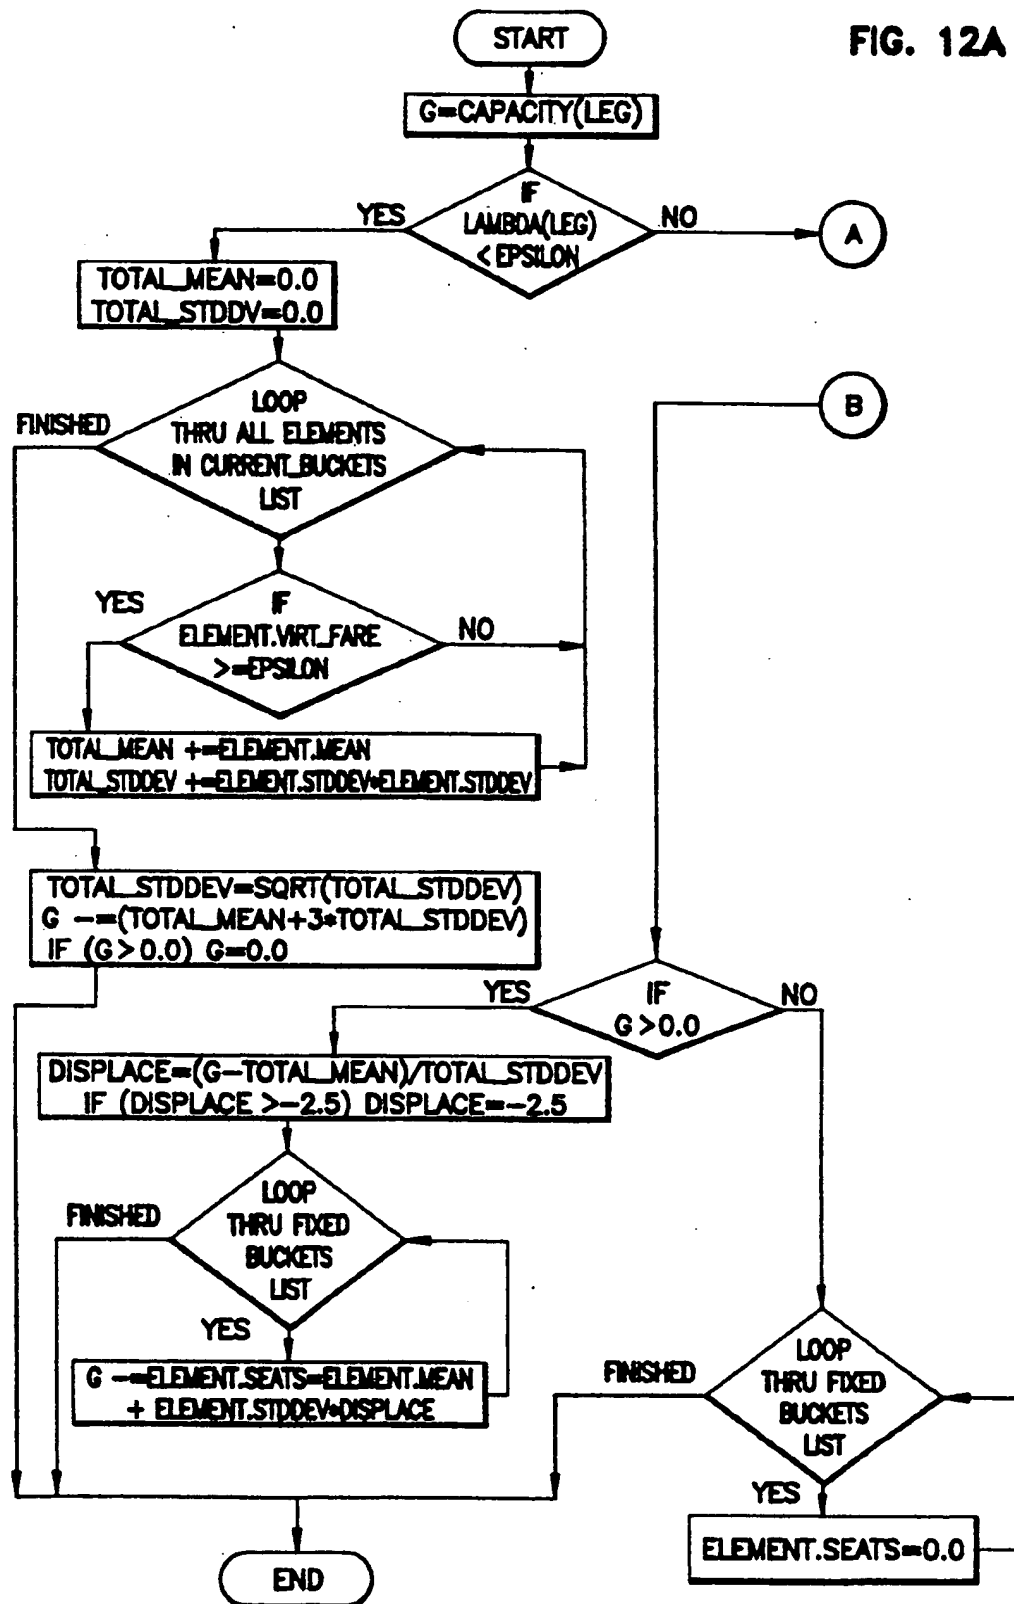 START
FIG. 12A
G=CAPACITY(LEG)
IF
LAMBDA(LEG)
<EPSILON
YES
NO
A
TOTAL_MEAN=0.0
TOTAL_STDDV=0.0
B
LOOP
THRU ALL ELEMENTS
IN CURRENT_BUCKETS
LIST
FINISHED
IF
ELEMENT.VIRT_FARE
>=EPSILON
YES
NO
TOTAL_MEAN +=ELEMENT.MEAN
TOTAL_STDDEV +=ELEMENT.STDDEV*ELEMENT.STDDEV
TOTAL_STDDEV=SQRT(TOTAL_STDDEV)
G -=(TOTAL_MEAN+3*TOTAL_STDDEV)
IF (G>0.0) G=0.0
YES
IF
G>0.0
NO
DISPLACE=(G-TOTAL_MEAN)/TOTAL_STDDEV
IF (DISPLACE >-2.5) DISPLACE=-2.5
LOOP
THRU FIXED
BUCKETS
LIST
FINISHED
YES
G -=ELEMENT.SEATS=ELEMENT.MEAN
+ ELEMENT.STDDEV*DISPLACE
LOOP
THRU FIXED
BUCKETS
LIST
FINISHED
YES
ELEMENT.SEATS=0.0
END